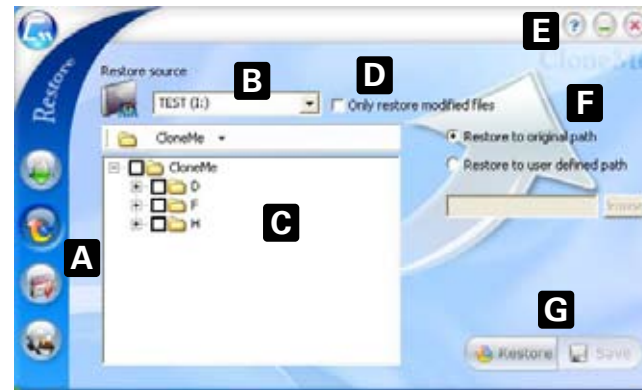 E
CloneMe
Restore
Restore source
B
D
TEST (I:)
Only restore modified files
F
CloneMe
Restore to original path
CloneMe
Restore to user defined path
D
F
H
C
A
G
Restore
Save